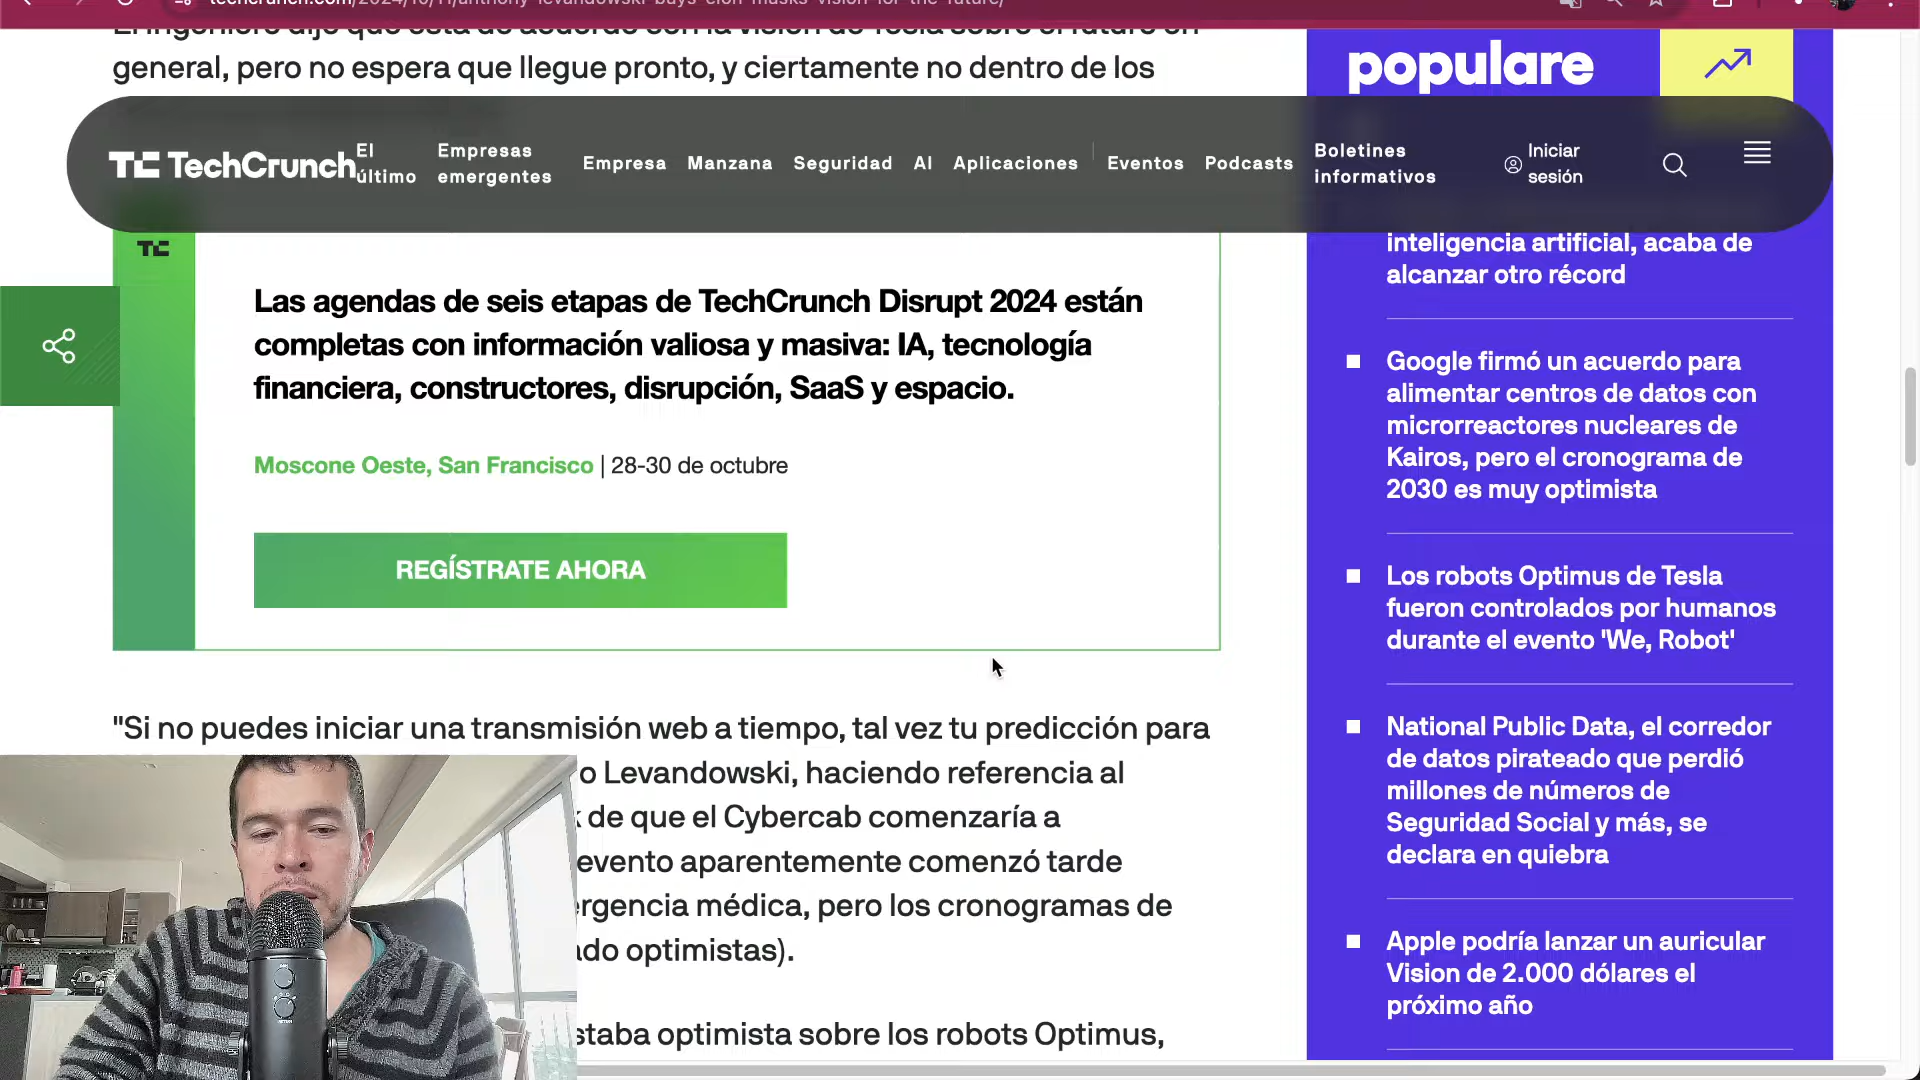 techcrunch.com/2024/10/11/anthony-levandowski-buys-elon-musks-vision-for-the-future/
El ingeniero dijo que está de acuerdo con la visión de Tesla sobre el futuro en
general, pero no espera que llegue pronto, y ciertamente no dentro de los
populare
TechCrunch
El último
Empresas emergentes
Empresa
Manzana
Seguridad
AI
Aplicaciones
Eventos
Podcasts
Boletines informativos
Iniciar sesión
TC
Las agendas de seis etapas de TechCrunch Disrupt 2024 están
completas con información valiosa y masiva: IA, tecnología
financiera, constructores, disrupción, SaaS y espacio.
Moscone Oeste, San Francisco | 28-30 de octubre
REGÍSTRATE AHORA
"Si no puedes iniciar una transmisión web a tiempo, tal vez tu predicción para
o Levandowski, haciendo referencia al
de que el Cybercab comenzaría a
evento aparentemente comenzó tarde
ergencia médica, pero los cronogramas de
ado optimistas).
staba optimista sobre los robots Optimus,
inteligencia artificial, acaba de
alcanzar otro récord
Google firmó un acuerdo para
alimentar centros de datos con
microrreactores nucleares de
Kairos, pero el cronograma de
2030 es muy optimista
Los robots Optimus de Tesla
fueron controlados por humanos
durante el evento 'We, Robot'
National Public Data, el corredor
de datos pirateado que perdió
millones de números de
Seguridad Social y más, se
declara en quiebra
Apple podría lanzar un auricular
Vision de 2.000 dólares el
próximo año